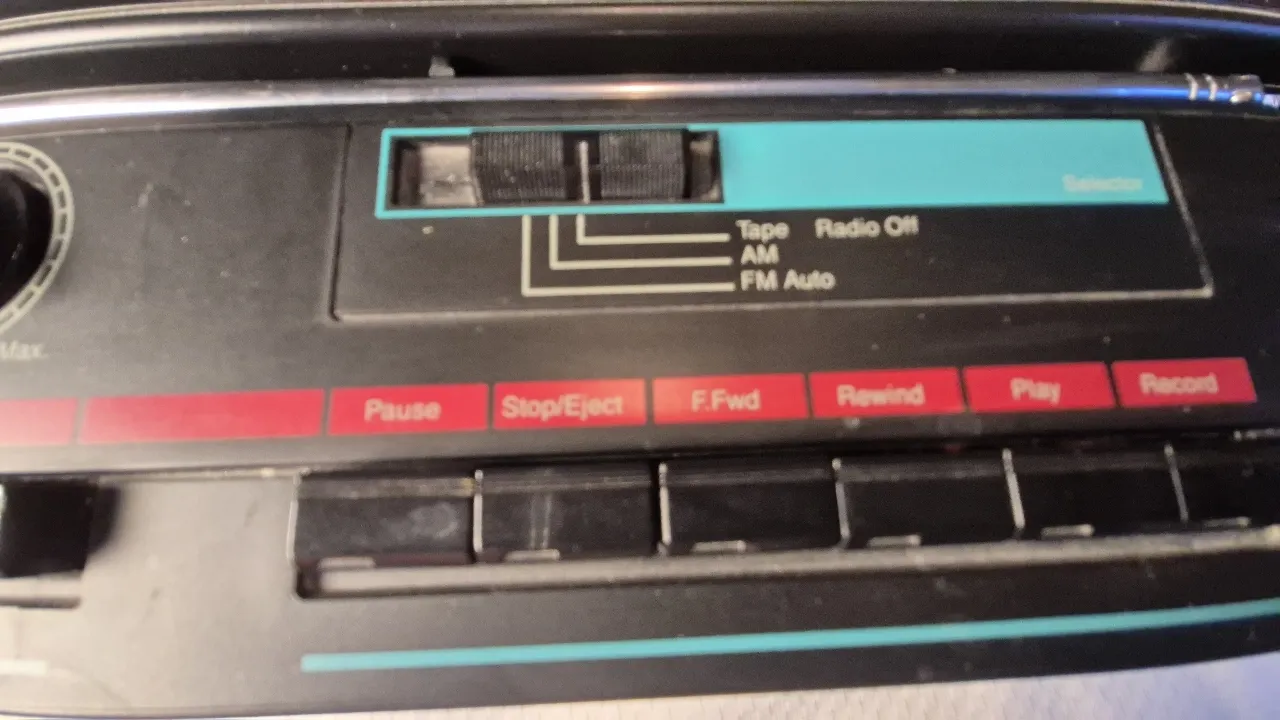 Selector
Tape Radio Off
AM
FM Auto
Max.
Pause Stop/Eject F.Fwd Rewind Play Record